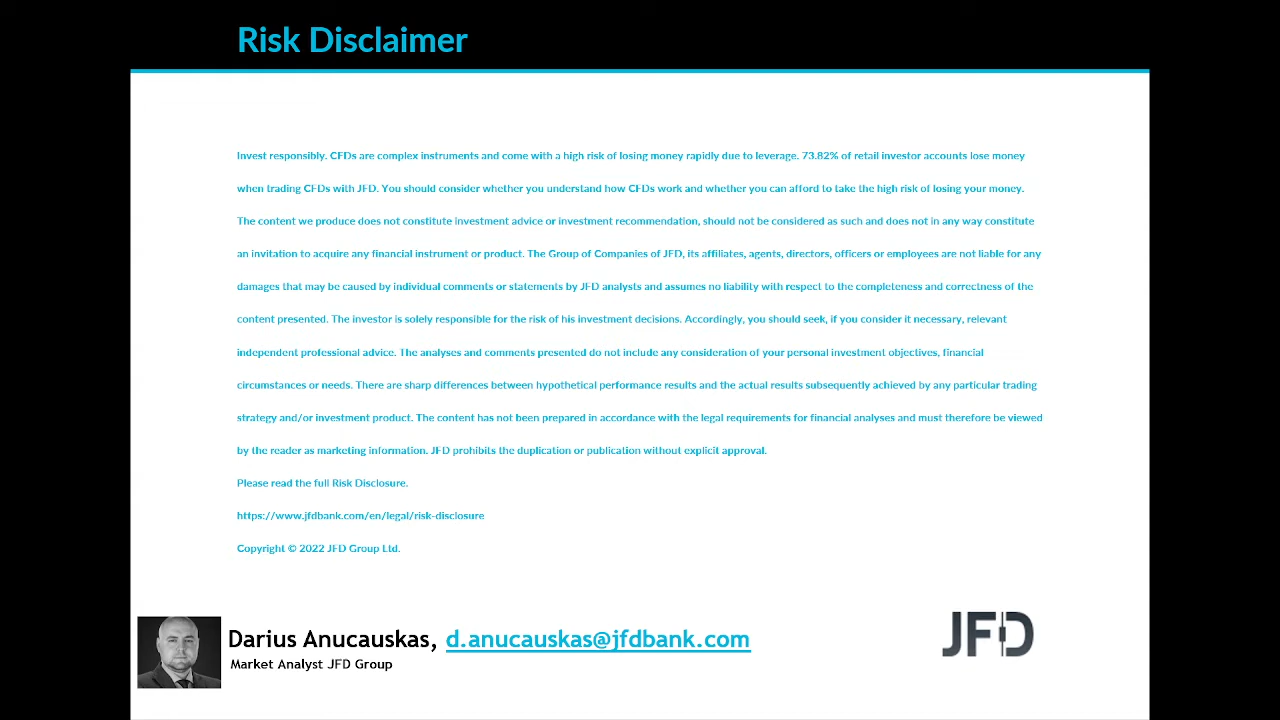 Risk Disclaimer
Invest responsibly. CFDs are complex instruments and come with a high risk of losing money rapidly due to leverage. 73.82% of retail investor accounts lose money
when trading CFDs with JFD. You should consider whether you understand how CFDs work and whether you can afford to take the high risk of losing your money.
The content we produce does not constitute investment advice or investment recommendation, should not be considered as such and does not in any way constitute
an invitation to acquire any financial instrument or product. The Group of Companies of JFD, its affiliates, agents, directors, officers or employees are not liable for any
damages that may be caused by individual comments or statements by JFD analysts and assumes no liability with respect to the completeness and correctness of the
content presented. The investor is solely responsible for the risk of his investment decisions. Accordingly, you should seek, if you consider it necessary, relevant
independent professional advice. The analyses and comments presented do not include any consideration of your personal investment objectives, financial
circumstances or needs. There are sharp differences between hypothetical performance results and the actual results subsequently achieved by any particular trading
strategy and/or investment product. The content has not been prepared in accordance with the legal requirements for financial analyses and must therefore be viewed
by the reader as marketing information. JFD prohibits the duplication or publication without explicit approval.
Please read the full Risk Disclosure.
https://www.jfdbank.com/en/legal/risk-disclosure
Copyright © 2022 JFD Group Ltd.
Darius Anucauskas, d.anucauskas@jfdbank.com
Market Analyst JFD Group
JFD